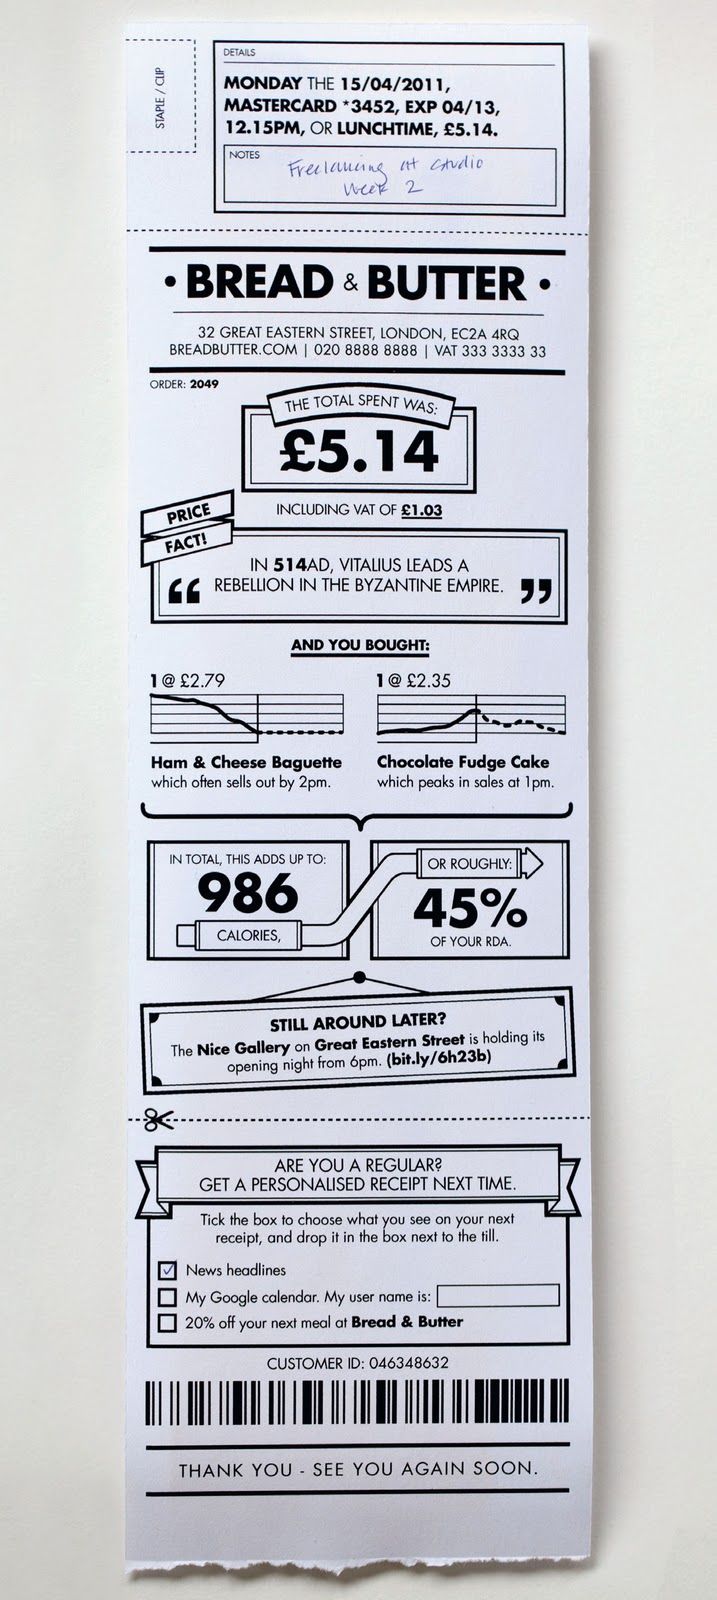 STAPLE / CLIP
DETAILS
MONDAY THE 15/04/2011,
MASTERCARD *3452, EXP 04/13,
12.15PM, OR LUNCHTIME, £5.14.
NOTES
Freelancing at studio
Week 2
• BREAD & BUTTER •
32 GREAT EASTERN STREET, LONDON, EC2A 4RQ
BREADBUTTER.COM | 020 8888 8888 | VAT 333 3333 33
ORDER: 2049
THE TOTAL SPENT WAS:
£5.14
INCLUDING VAT OF £1.03
PRICE
FACT!
“ IN 514AD, VITALIUS LEADS A
REBELLION IN THE BYZANTINE EMPIRE. ”
AND YOU BOUGHT:
1 @ £2.79
Ham & Cheese Baguette
which often sells out by 2pm.
1 @ £2.35
Chocolate Fudge Cake
which peaks in sales at 1pm.
IN TOTAL, THIS ADDS UP TO:
986
CALORIES,
OR ROUGHLY:
45%
OF YOUR RDA.
STILL AROUND LATER?
The Nice Gallery on Great Eastern Street is holding its
opening night from 6pm. (bit.ly/6h23b)
ARE YOU A REGULAR?
GET A PERSONALISED RECEIPT NEXT TIME.
Tick the box to choose what you see on your next
receipt, and drop it in the box next to the till.
News headlines
My Google calendar. My user name is:
20% off your next meal at Bread & Butter
CUSTOMER ID: 046348632
THANK YOU - SEE YOU AGAIN SOON.